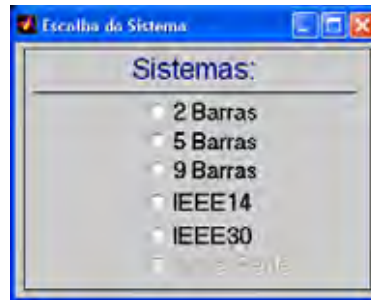 Escolha do Sistema
Sistemas:
2 Barras
5 Barras
9 Barras
IEEE14
IEEE30